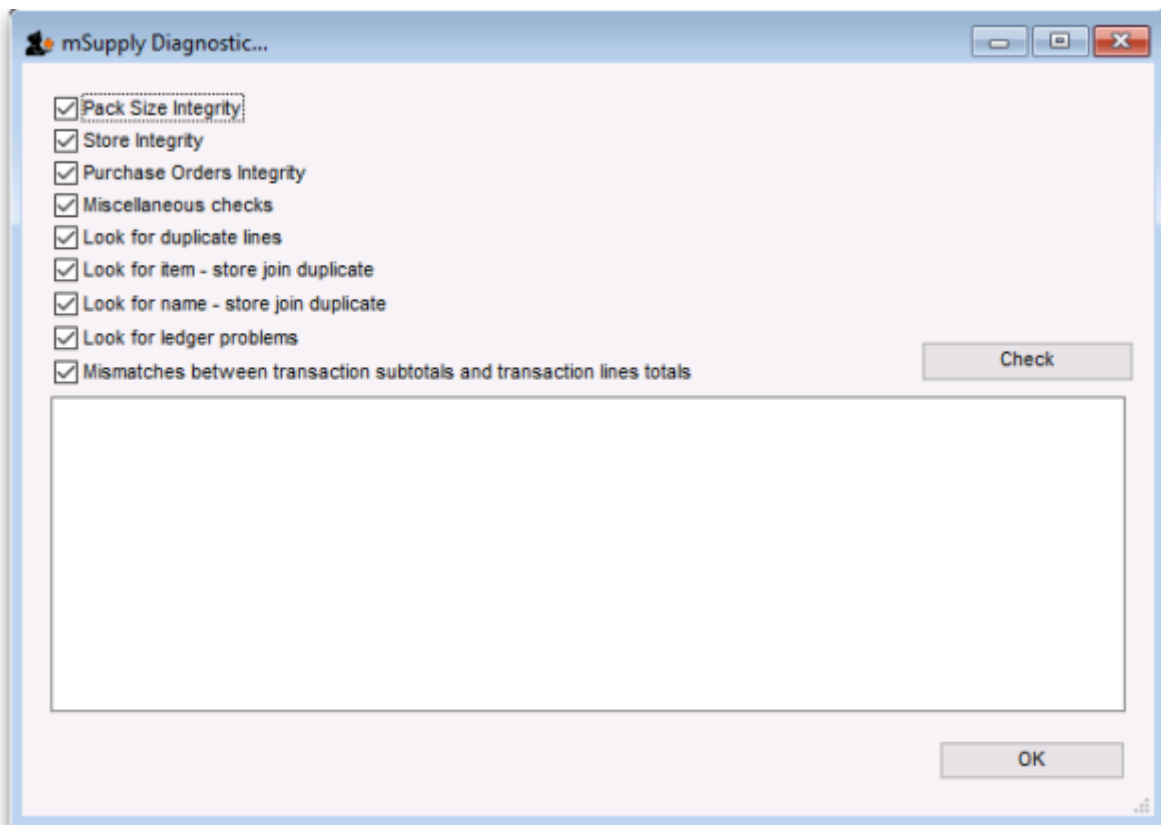 mSupply Diagnostic...
Pack Size Integrity
Store Integrity
Purchase Orders Integrity
Miscellaneous checks
Look for duplicate lines
Look for item - store join duplicate
Look for name - store join duplicate
Look for ledger problems
Mismatches between transaction subtotals and transaction lines totals
Check
OK